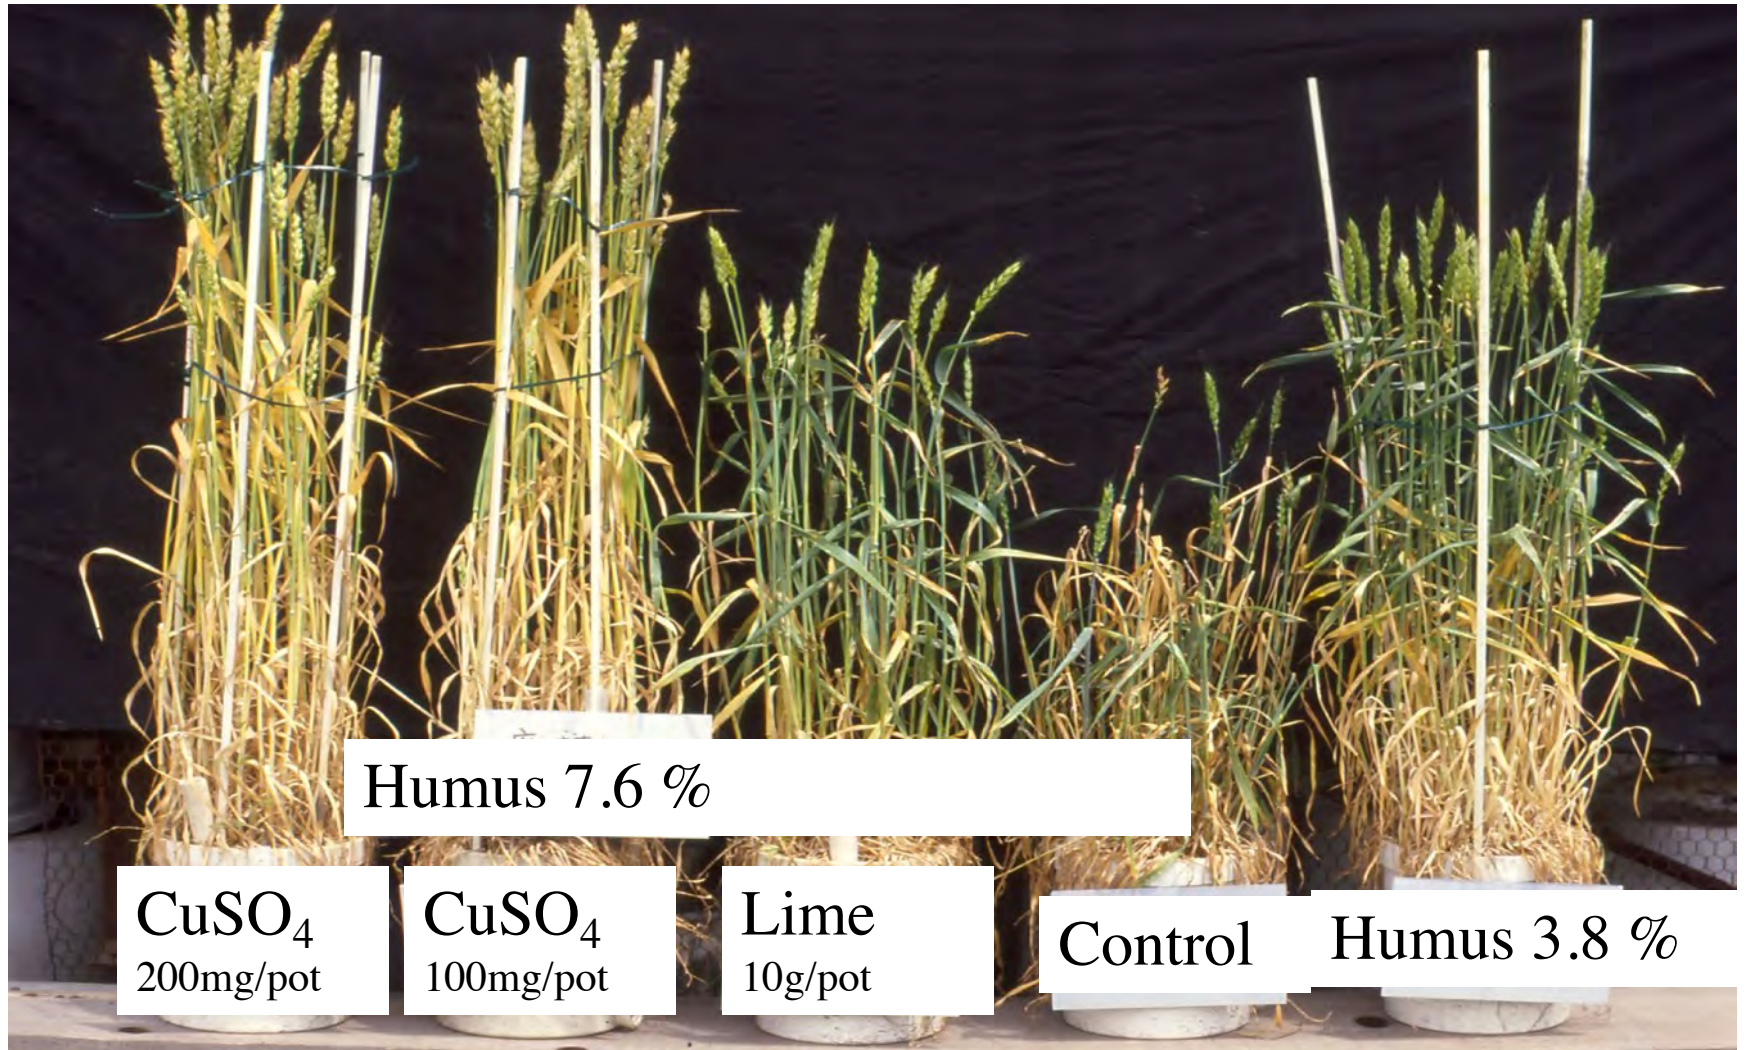 Humus 7.6 %
CuSO₄
200mg/pot
CuSO₄
100mg/pot
Lime
10g/pot
Control
Humus 3.8 %